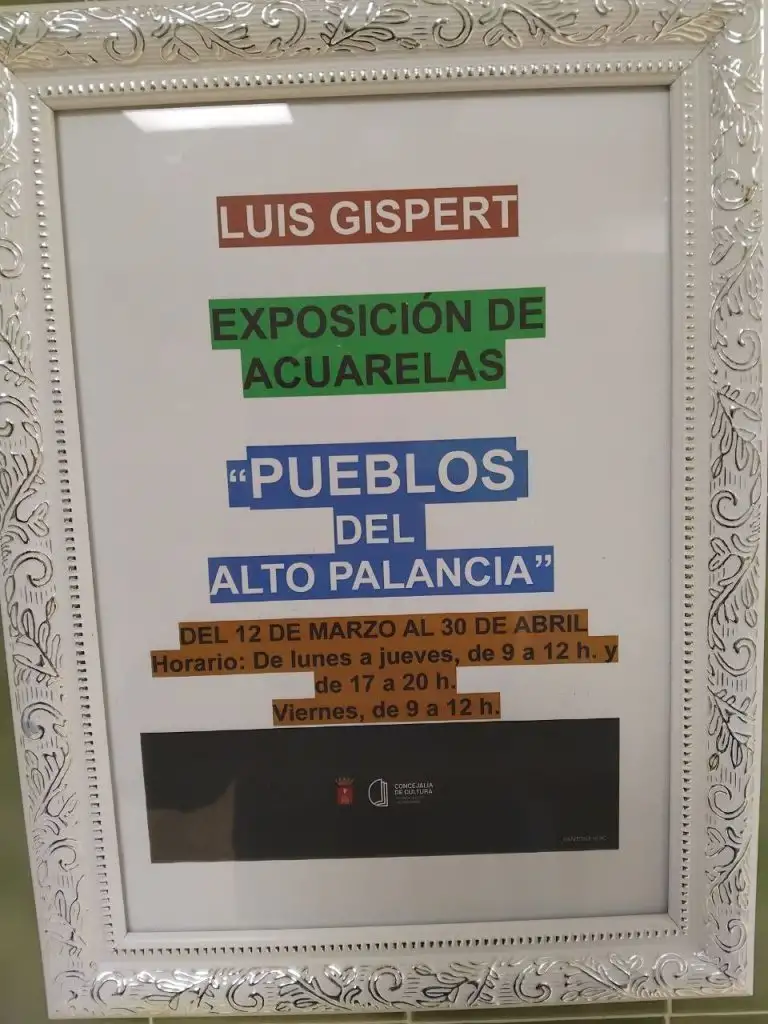 LUIS GISPERT
EXPOSICIÓN DE
ACUARELAS
“PUEBLOS
DEL
ALTO PALANCIA”
DEL 12 DE MARZO AL 30 DE ABRIL
Horario: De lunes a jueves, de 9 a 12 h. y
de 17 a 20 h.
Viernes, de 9 a 12 h.
CONCEJALIA
DE CULTURA